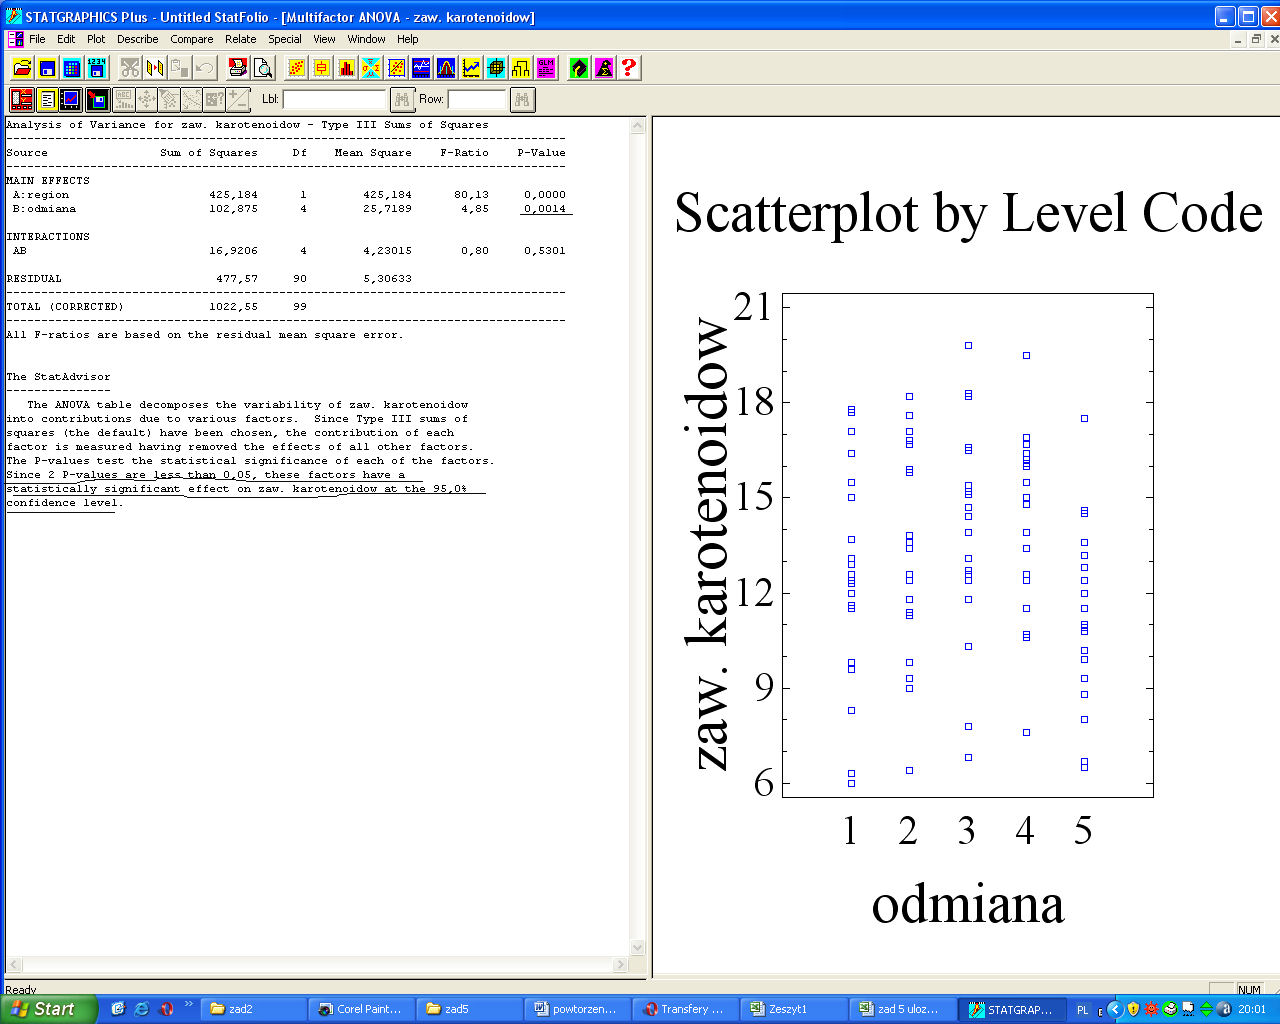 STATGRAPHICS Plus - Untitled StatFolio - [Multifactor ANOVA - zaw. karotenoidow]
File Edit Plot Describe Compare Relate Special View Window Help
1234
GLM
Lbl: Row:
Analysis of Variance for zaw. karotenoidow - Type III Sums of Squares
Source Sum of Squares Df Mean Square F-Ratio P-Value
MAIN EFFECTS
A:region 425,184 1 425,184 80,13 0,0000
B:odmiana 102,875 4 25,7189 4,85 0,0014
INTERACTIONS
AB 16,9206 4 4,23015 0,80 0,5301
RESIDUAL 477,57 90 5,30633
TOTAL (CORRECTED) 1022,55 99
All F-ratios are based on the residual mean square error.
The StatAdvisor
The ANOVA table decomposes the variability of zaw. karotenoidow
into contributions due to various factors. Since Type III sums of
squares (the default) have been chosen, the contribution of each
factor is measured having removed the effects of all other factors.
The P-values test the statistical significance of each of the factors.
Since 2 P-values are less than 0,05, these factors have a
statistically significant effect on zaw. karotenoidow at the 95,0%
confidence level.
Scatterplot by Level Code
zaw. karotenoidow
21
18
15
12
9
6
1 2 3 4 5
odmiana
Ready
NUM
Start zad2 Corel Paint... zad5 powtorzen... Transfery ... Zeszyt1 zad 5 uloz... STATGRAP... PL 20:01